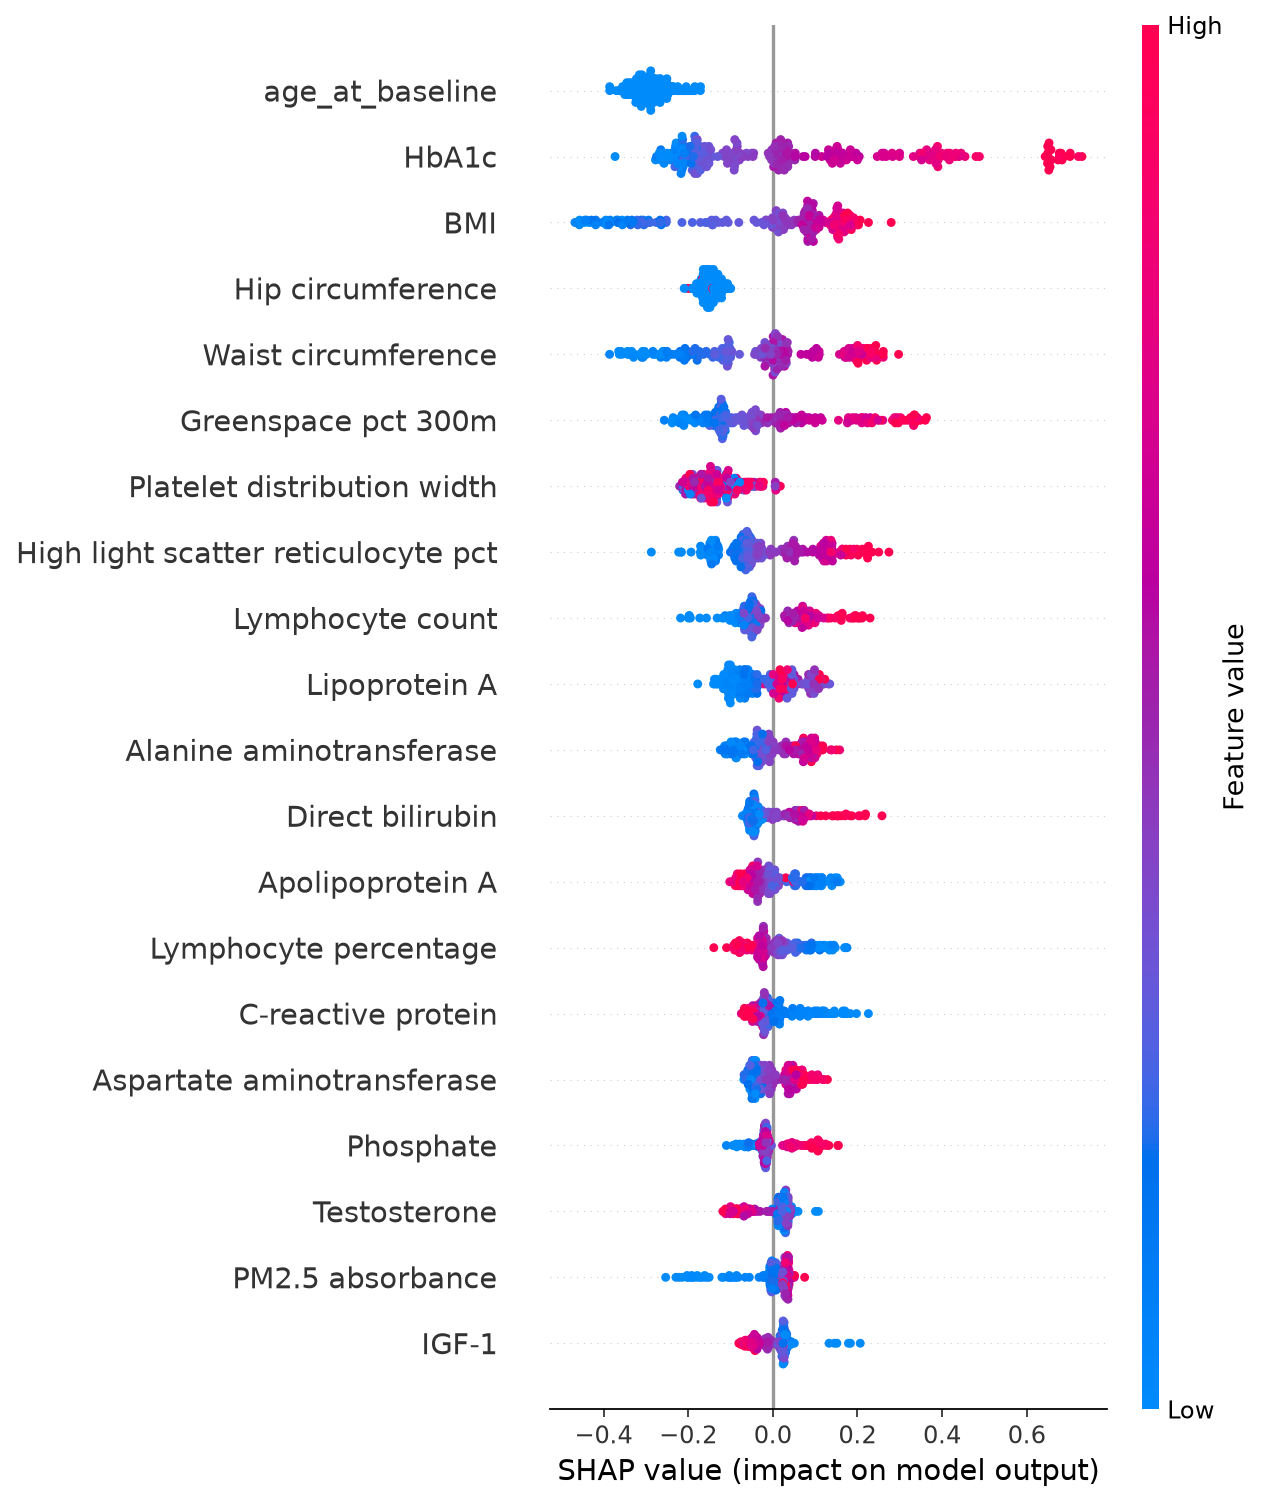 High
age_at_baseline
HbA1c
BMI
Hip circumference
Waist circumference
Greenspace pct 300m
Platelet distribution width
High light scatter reticulocyte pct
Lymphocyte count
Lipoprotein A
Alanine aminotransferase
Direct bilirubin
Apolipoprotein A
Lymphocyte percentage
C-reactive protein
Aspartate aminotransferase
Phosphate
Testosterone
PM2.5 absorbance
IGF-1
Feature value
Low
−0.4 −0.2 0.0 0.2 0.4 0.6
SHAP value (impact on model output)